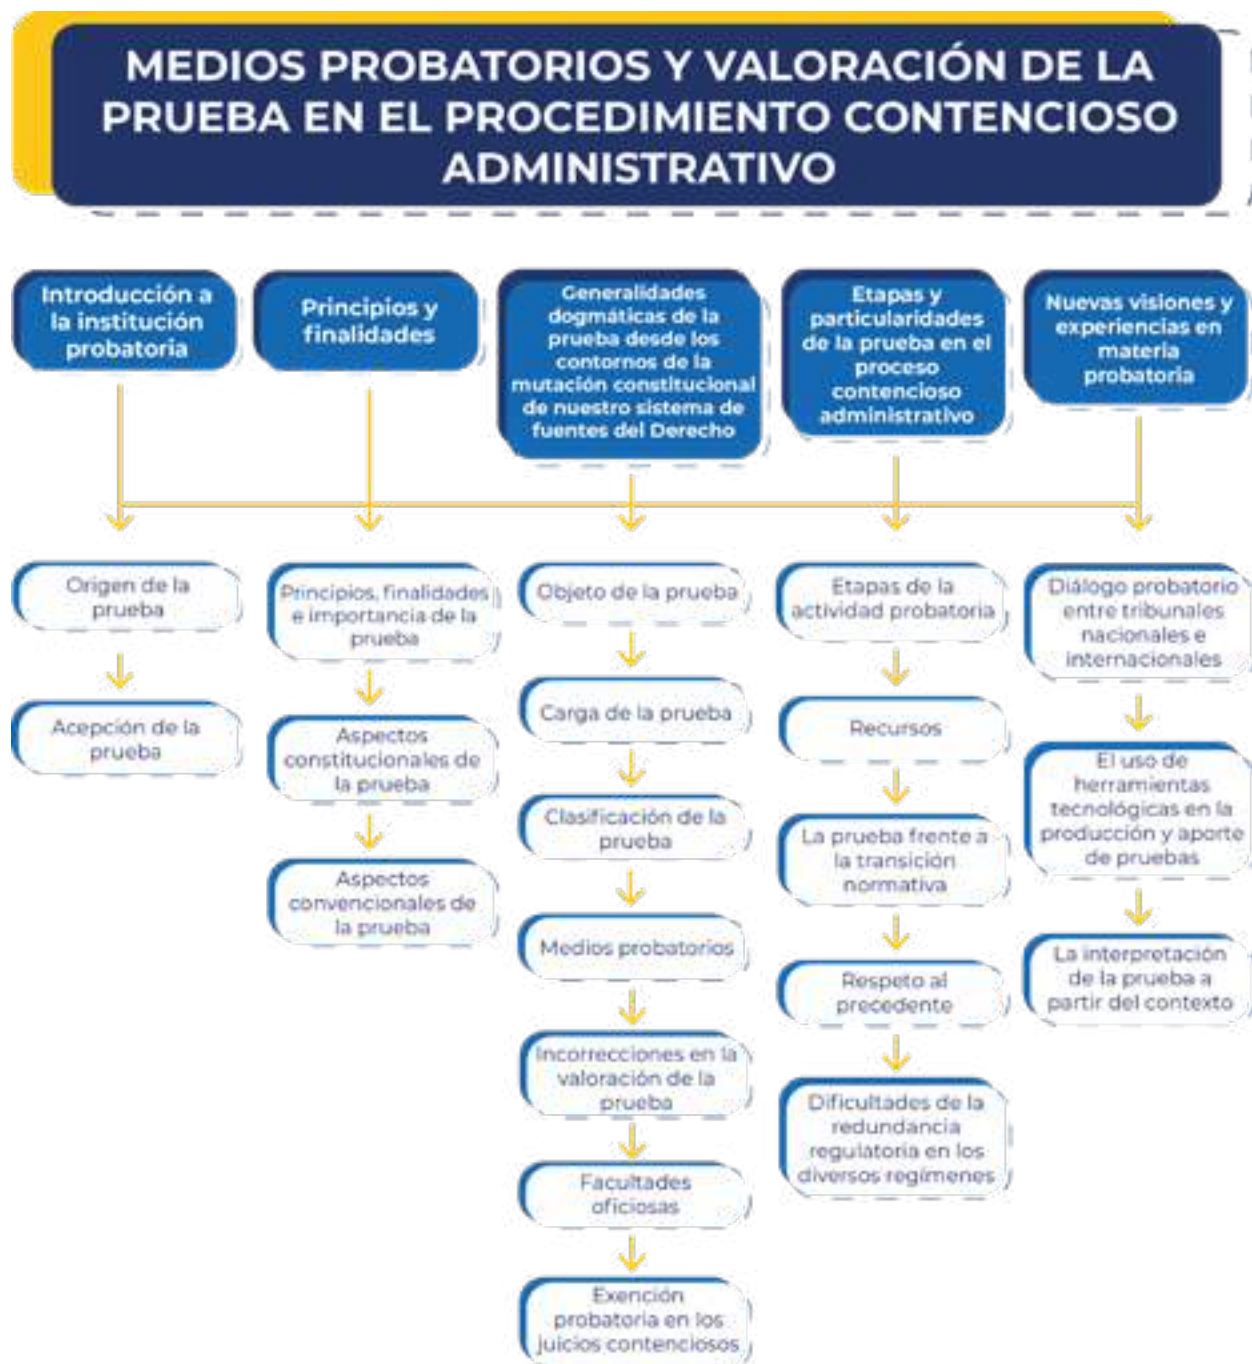 MEDIOS PROBATORIOS Y VALORACIÓN DE LA
PRUEBA EN EL PROCEDIMIENTO CONTENCIOSO
ADMINISTRATIVO
Introducción a
la institución
probatoria
Origen de la
prueba
Acepción de la
prueba
Principios y
finalidades
Principios, finalidades
e importancia de la
prueba
Aspectos
constitucionales de
la prueba
Aspectos
convencionales de
la prueba
Generalidades
dogmáticas de la
prueba desde los
contornos de la
mutación constitucional
de nuestro sistema de
fuentes del Derecho
Objeto de la prueba
Carga de la prueba
Clasificación de la
prueba
Medios probatorios
Incorrecciones en la
valoración de la
prueba
Facultades
oficiosas
Exención
probatoria en los
juicios contenciosos
Etapas y
particularidades
de la prueba en el
proceso
contencioso
administrativo
Etapas de la
actividad probatoria
Recursos
La prueba frente a
la transición
normativa
Respeto al
precedente
Dificultades de la
redundancia
regulatoria en los
diversos regímenes
Nuevas visiones y
experiencias en
materia
probatoria
Diálogo probatorio
entre tribunales
nacionales e
internacionales
El uso de
herramientas
tecnológicas en la
producción y aporte
de pruebas
La interpretación
de la prueba a
partir del contexto